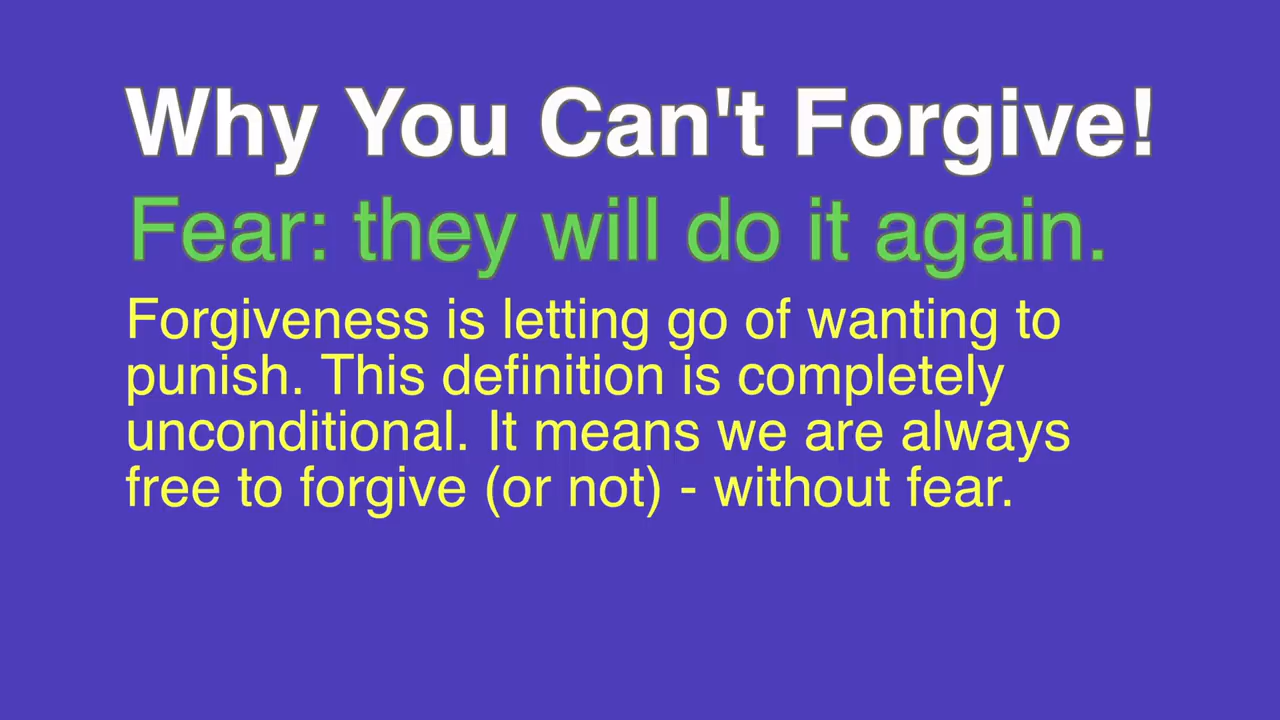 Why You Can't Forgive!
Fear: they will do it again.
Forgiveness is letting go of wanting to
punish. This definition is completely
unconditional. It means we are always
free to forgive (or not) - without fear.